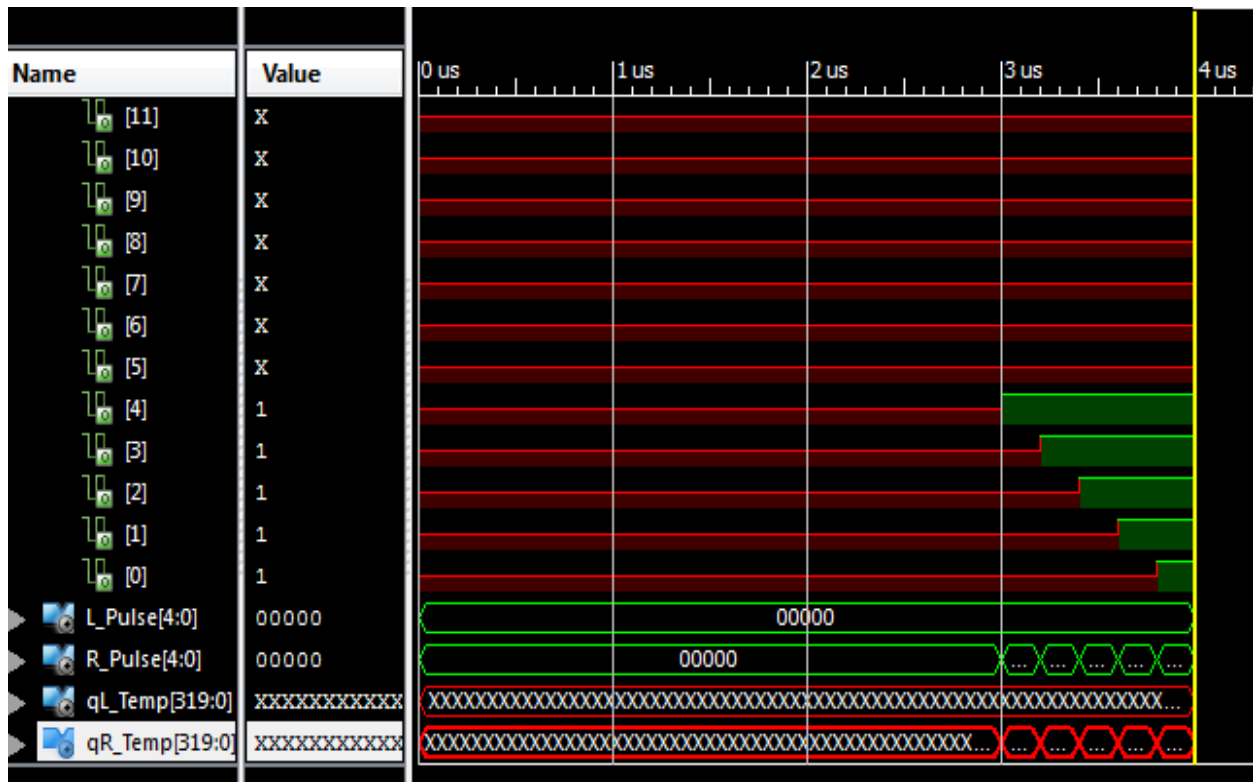 Name Value 0 us 1 us 2 us 3 us 4 us
[11] X
[10] X
[9] X
[8] X
[7] X
[6] X
[5] X
[4] 1
[3] 1
[2] 1
[1] 1
[0] 1
L_Pulse[4:0] 00000 00000
R_Pulse[4:0] 00000 00000 ... ... ... ... ...
qL_Temp[319:0] XXXXXXXXXXX
qR_Temp[319:0] XXXXXXXXXXX ... ... ... ... ...